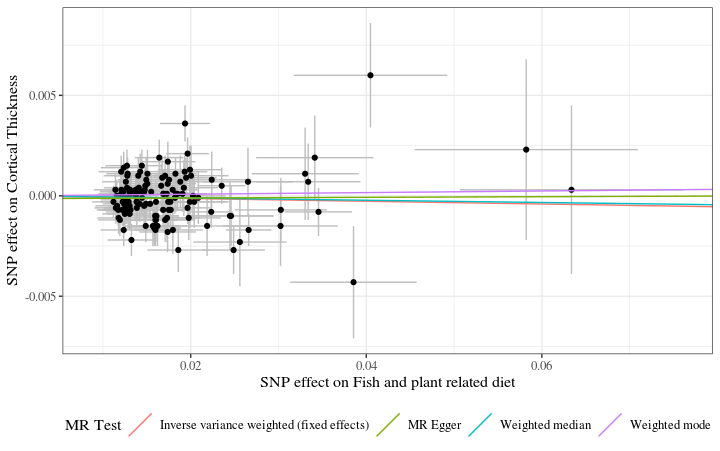 SNP effect on Cortical Thickness
0.005
0.000
-0.005
0.02 0.04 0.06
SNP effect on Fish and plant related diet
MR Test Inverse variance weighted (fixed effects) MR Egger Weighted median Weighted mode